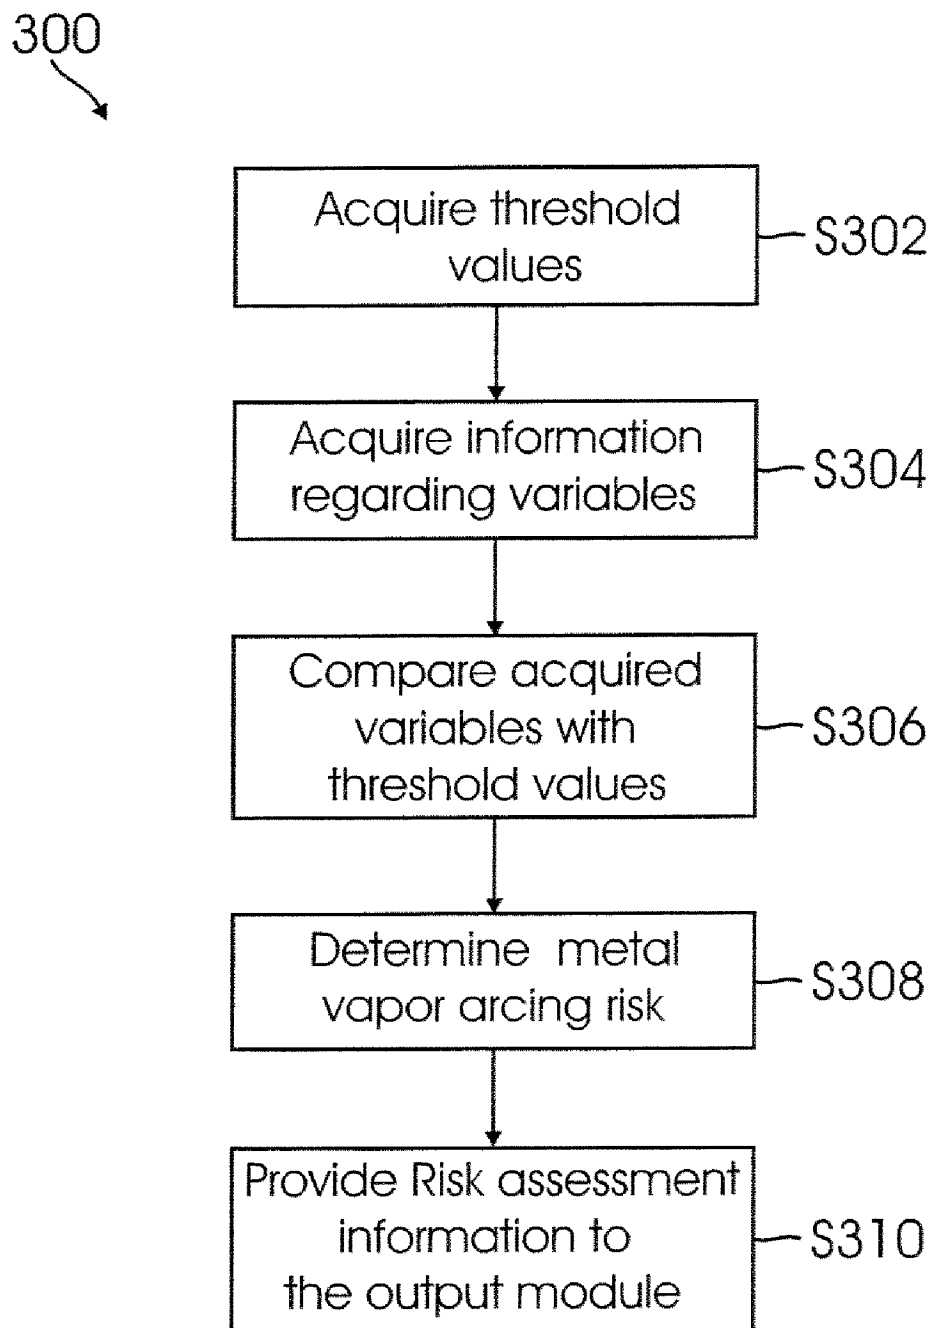 300
Acquire threshold
values
S302
Acquire information
regarding variables
S304
Compare acquired
variables with
threshold values
S306
Determine metal
vapor arcing risk
S308
Provide Risk assessment
information to
the output module
S310